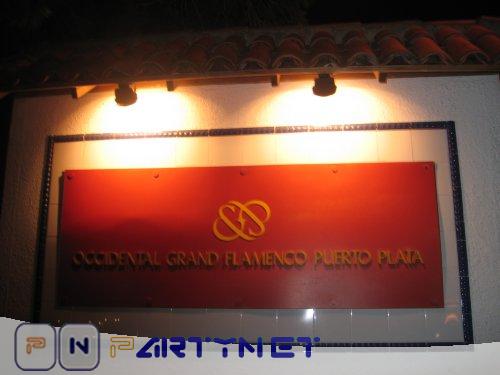 OCCIDENTAL GRAND FLAMENCO PUERTO PLATA
P N PARTYNET